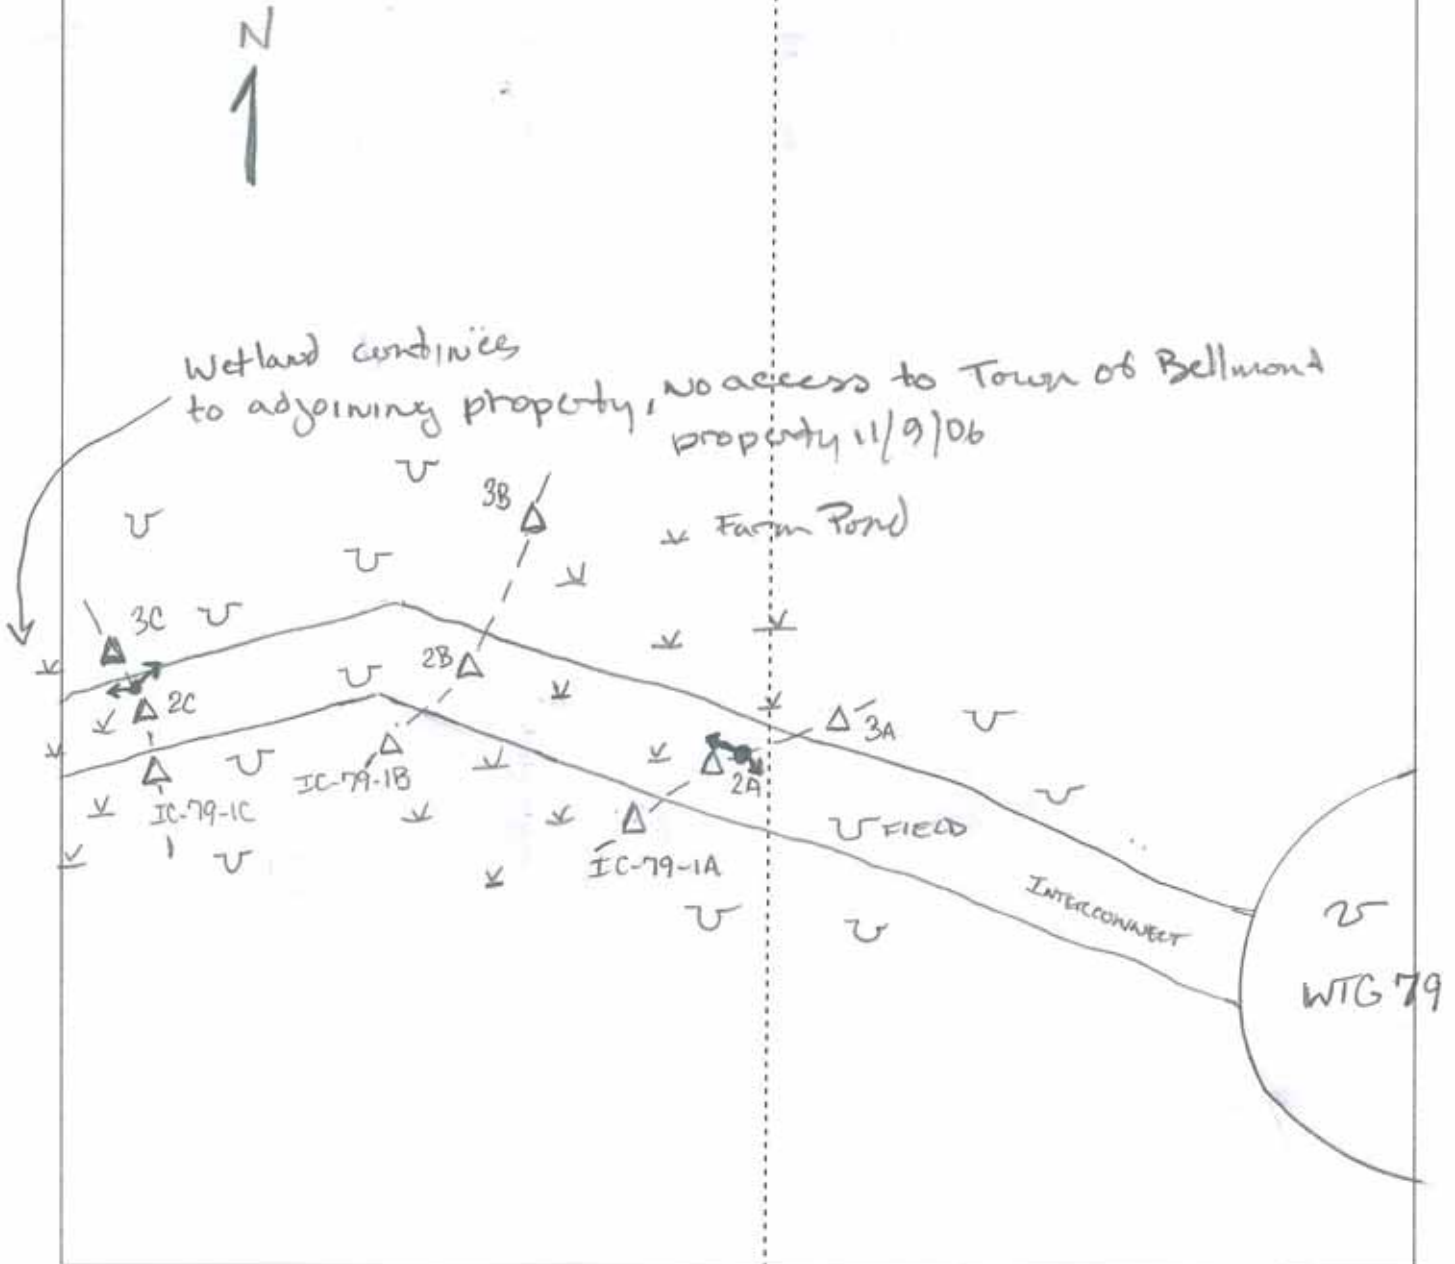 N
Wetland continües
to adjoining property, No access to Town of Bellmont
property 11/9/06
3B
Farm Pond
3C
2B
2C
3A
IC-79-1B
2A
IC-79-1C
FIELD
IC-79-1A
INTERCONNECT
WTG 79